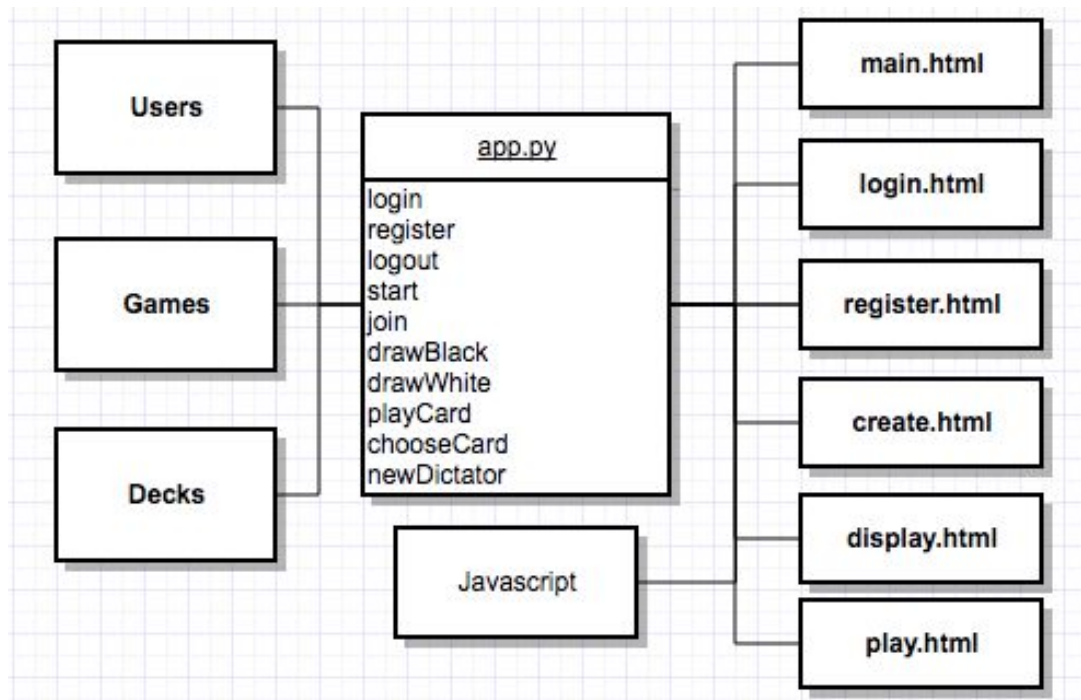 Users
Games
Decks
app.py
login
register
logout
start
join
drawBlack
drawWhite
playCard
chooseCard
newDictator
Javascript
main.html
login.html
register.html
create.html
display.html
play.html